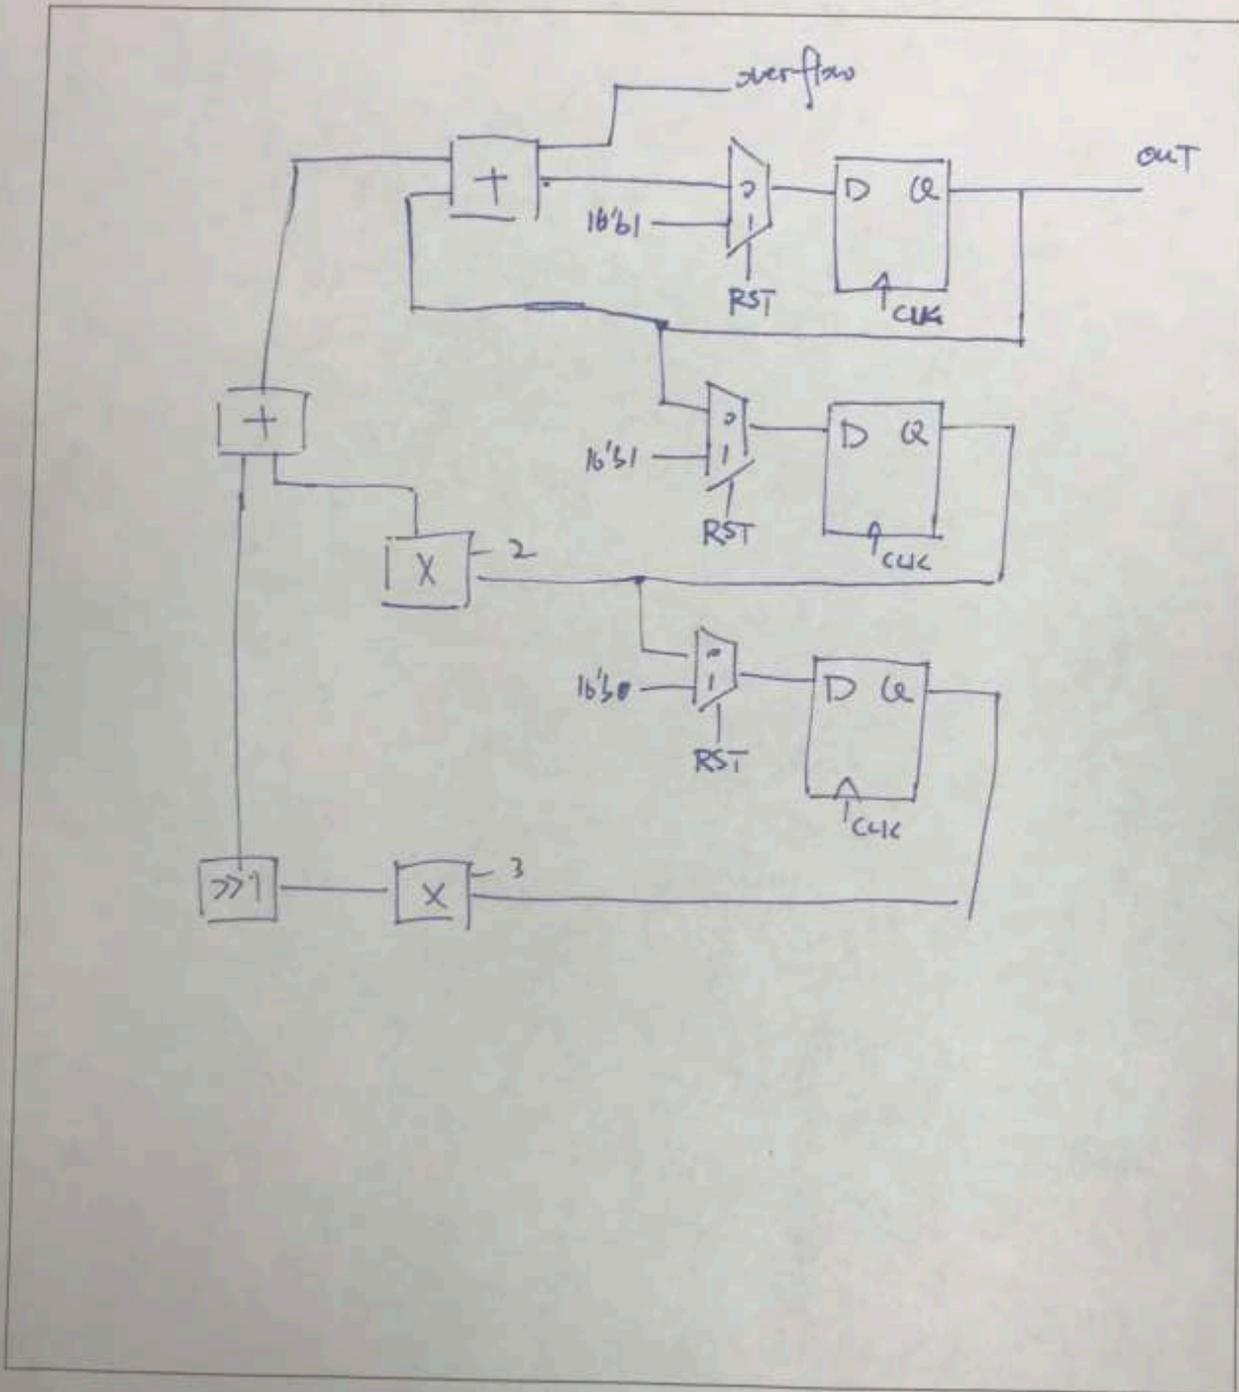 overflow
OUT
+
0
D Q
16'b1
1
RST
CLK
+
0
D Q
16'b1
1
RST
CLK
X
2
0
D Q
16'b0
1
RST
CLK
>>1
X
3